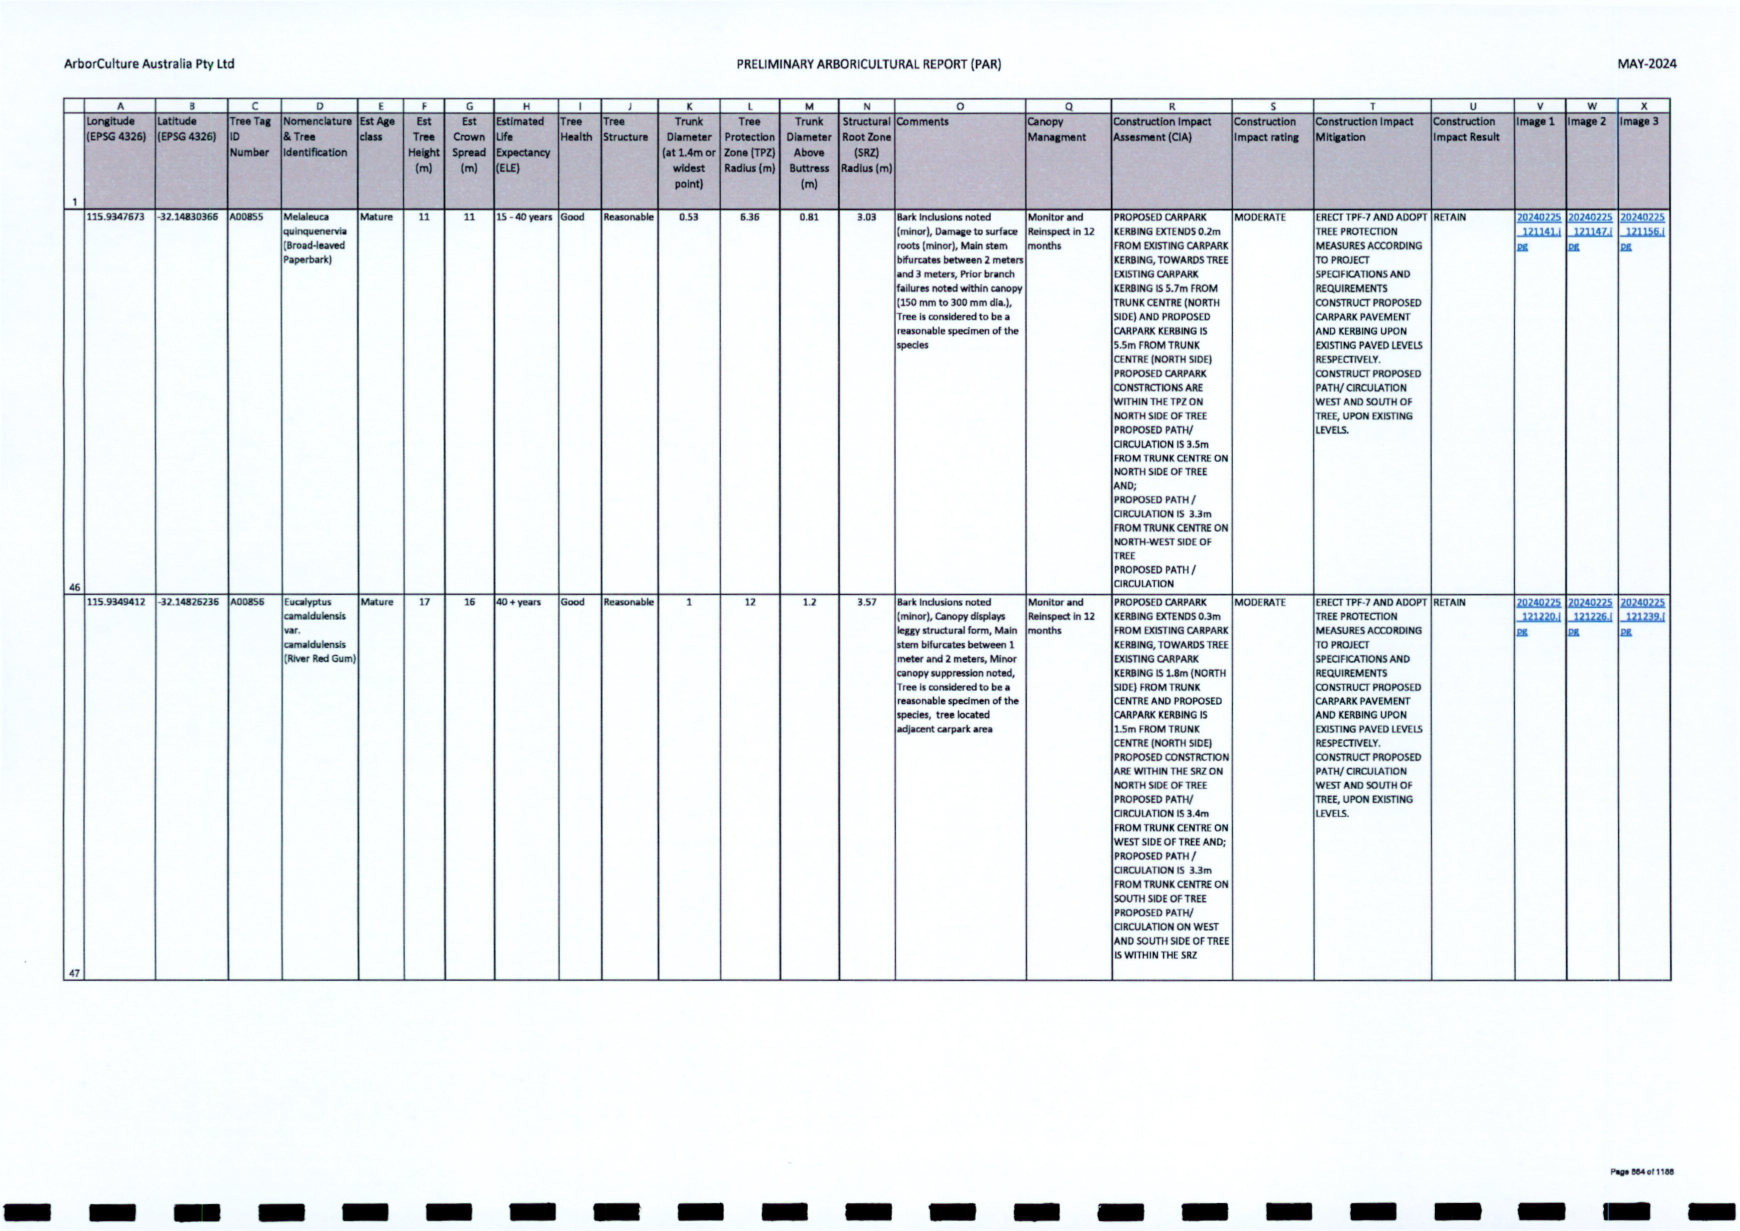 ArborCulture Australia Pty Ltd
PRELIMINARY ARBORICULTURAL REPORT (PAR)
MAY-2024
A B C D E F G H I J K L M N O Q R S T U V W X
1
Longitude
(EPSG 4326)
Latitude
(EPSG 4326)
Tree Tag
ID
Number
Nomenclature
& Tree
Identification
Est Age
class
Est
Tree
Height
(m)
Est
Crown
Spread
(m)
Estimated
Life
Expectancy
(ELE)
Tree
Health
Tree
Structure
Trunk
Diameter
(at 1.4m or
widest
point)
Tree
Protection
Zone (TPZ)
Radius (m)
Trunk
Diameter
Above
Buttress
(m)
Structural
Root Zone
(SRZ)
Radius (m)
Comments
Canopy
Managment
Construction Impact
Assesment (CIA)
Construction
Impact rating
Construction Impact
Mitigation
Construction
Impact Result
Image 1
Image 2
Image 3
46
115.9347673
-32.14830366
A00855
Melaleuca
quinquenervia
(Broad-leaved
Paperbark)
Mature
11
11
15 - 40 years
Good
Reasonable
0.53
6.36
0.81
3.03
Bark Inclusions noted
(minor), Damage to surface
roots (minor), Main stem
bifurcates between 2 meters
and 3 meters, Prior branch
failures noted within canopy
(150 mm to 300 mm dia.),
Tree is considered to be a
reasonable specimen of the
species
Monitor and
Reinspect in 12
months
PROPOSED CARPARK
KERBING EXTENDS 0.2m
FROM EXISTING CARPARK
KERBING, TOWARDS TREE
EXISTING CARPARK
KERBING IS 5.7m FROM
TRUNK CENTRE (NORTH
SIDE) AND PROPOSED
CARPARK KERBING IS
5.5m FROM TRUNK
CENTRE (NORTH SIDE)
PROPOSED CARPARK
CONSTRCTIONS ARE
WITHIN THE TPZ ON
NORTH SIDE OF TREE
PROPOSED PATH/
CIRCULATION IS 3.5m
FROM TRUNK CENTRE ON
NORTH SIDE OF TREE
AND;
PROPOSED PATH /
CIRCULATION IS 3.3m
FROM TRUNK CENTRE ON
NORTH-WEST SIDE OF
TREE
PROPOSED PATH /
CIRCULATION
MODERATE
ERECT TPF-7 AND ADOPT
TREE PROTECTION
MEASURES ACCORDING
TO PROJECT
SPECIFICATIONS AND
REQUIREMENTS
CONSTRUCT PROPOSED
CARPARK PAVEMENT
AND KERBING UPON
EXISTING PAVED LEVELS
RESPECTIVELY.
CONSTRUCT PROPOSED
PATH/ CIRCULATION
WEST AND SOUTH OF
TREE, UPON EXISTING
LEVELS.
RETAIN
20240225
_121141.j
pg
20240225
_121147.j
pg
20240225
_121156.j
pg
47
115.9349412
-32.14826236
A00856
Eucalyptus
camaldulensis
var.
camaldulensis
(River Red Gum)
Mature
17
16
40 + years
Good
Reasonable
1
12
1.2
3.57
Bark Inclusions noted
(minor), Canopy displays
leggy structural form, Main
stem bifurcates between 1
meter and 2 meters, Minor
canopy suppression noted,
Tree is considered to be a
reasonable specimen of the
species, tree located
adjacent carpark area
Monitor and
Reinspect in 12
months
PROPOSED CARPARK
KERBING EXTENDS 0.3m
FROM EXISTING CARPARK
KERBING, TOWARDS TREE
EXISTING CARPARK
KERBING IS 1.8m (NORTH
SIDE) FROM TRUNK
CENTRE AND PROPOSED
CARPARK KERBING IS
1.5m FROM TRUNK
CENTRE (NORTH SIDE)
PROPOSED CONSTRCTION
ARE WITHIN THE SRZ ON
NORTH SIDE OF TREE
PROPOSED PATH/
CIRCULATION IS 3.4m
FROM TRUNK CENTRE ON
WEST SIDE OF TREE AND;
PROPOSED PATH /
CIRCULATION IS 3.3m
FROM TRUNK CENTRE ON
SOUTH SIDE OF TREE
PROPOSED PATH/
CIRCULATION ON WEST
AND SOUTH SIDE OF TREE
IS WITHIN THE SRZ
MODERATE
ERECT TPF-7 AND ADOPT
TREE PROTECTION
MEASURES ACCORDING
TO PROJECT
SPECIFICATIONS AND
REQUIREMENTS
CONSTRUCT PROPOSED
CARPARK PAVEMENT
AND KERBING UPON
EXISTING PAVED LEVELS
RESPECTIVELY.
CONSTRUCT PROPOSED
PATH/ CIRCULATION
WEST AND SOUTH OF
TREE, UPON EXISTING
LEVELS.
RETAIN
20240225
_121220.j
pg
20240225
_121226.j
pg
20240225
_121239.j
pg
Page 864 of 1188